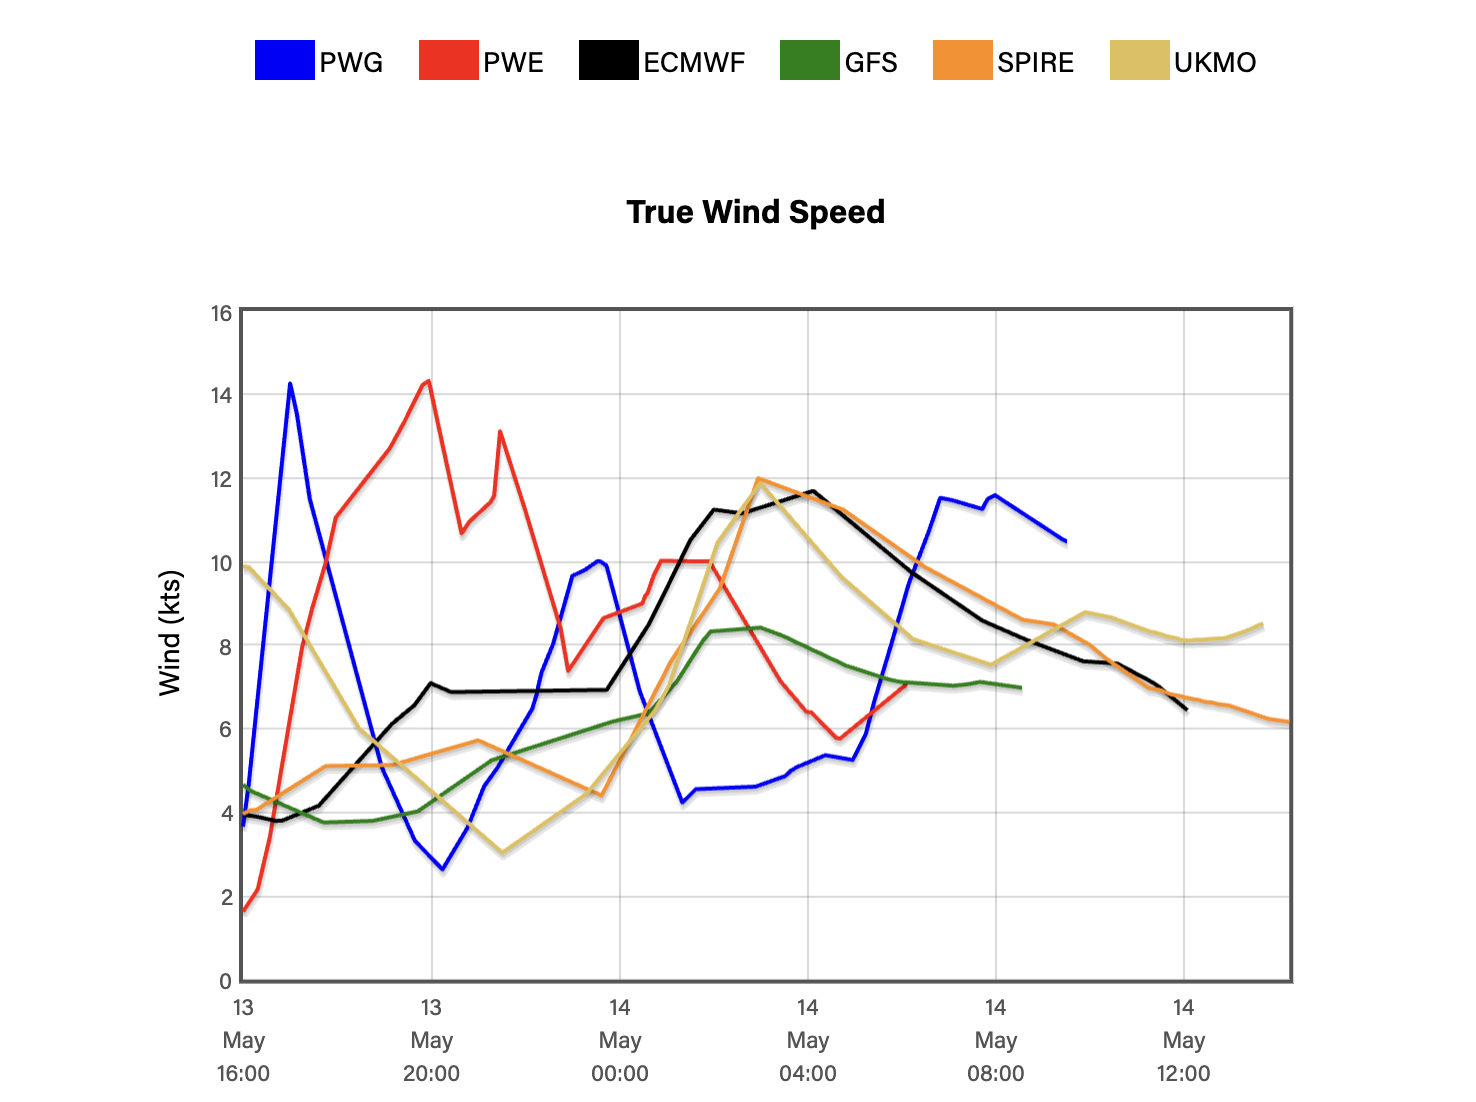 PWG PWE ECMWF GFS SPIRE UKMO
True Wind Speed
Wind (kts)
16
14
12
10
8
6
4
2
0
13 13 14 14 14 14
May May May May May May
16:00 20:00 00:00 04:00 08:00 12:00